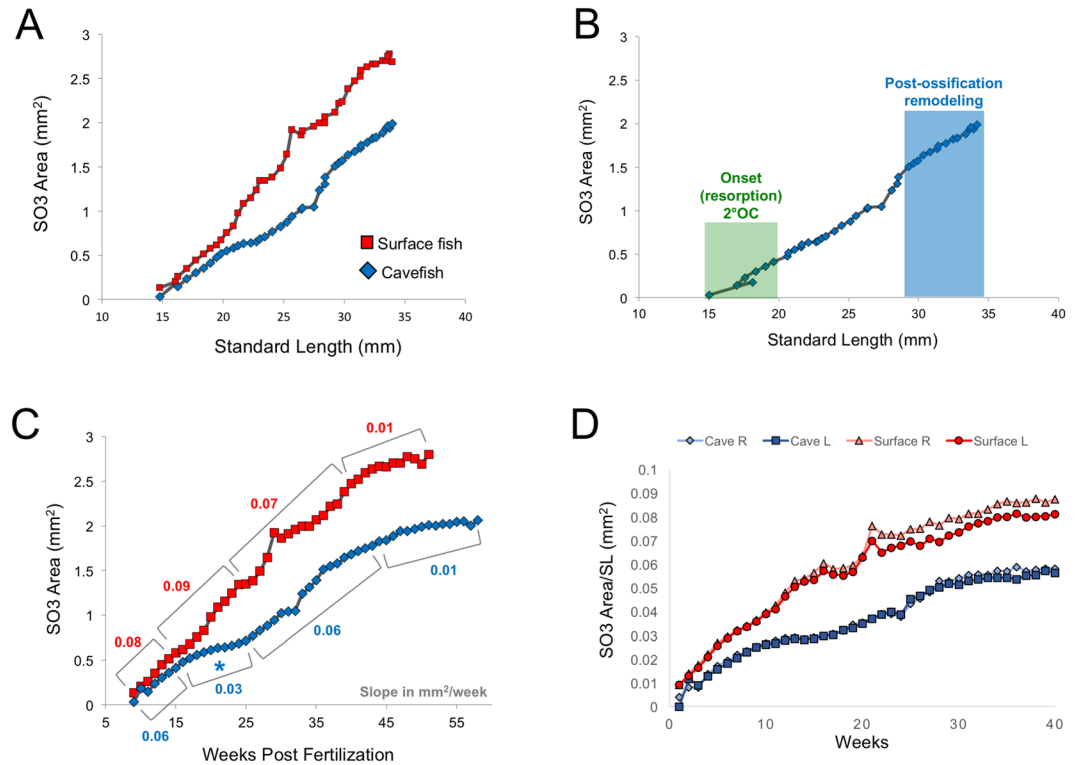 A
SO3 Area (mm²)
3
2.5
2
1.5
1
0.5
0
10 15 20 25 30 35 40
Standard Length (mm)
Surface fish
Cavefish
B
SO3 Area (mm²)
3
2.5
2
1.5
1
0.5
0
10 15 20 25 30 35 40
Standard Length (mm)
Onset
(resorption)
2°OC
Post-ossification
remodeling
C
SO3 Area (mm²)
3
2.5
2
1.5
1
0.5
0
5 15 25 35 45 55
Weeks Post Fertilization
0.01
0.07
0.09
0.08
0.01
0.06
*
0.03
0.06
Slope in mm²/week
D
Cave R Cave L Surface R Surface L
SO3 Area/SL (mm²)
0.1
0.09
0.08
0.07
0.06
0.05
0.04
0.03
0.02
0.01
0
0 10 20 30 40
Weeks